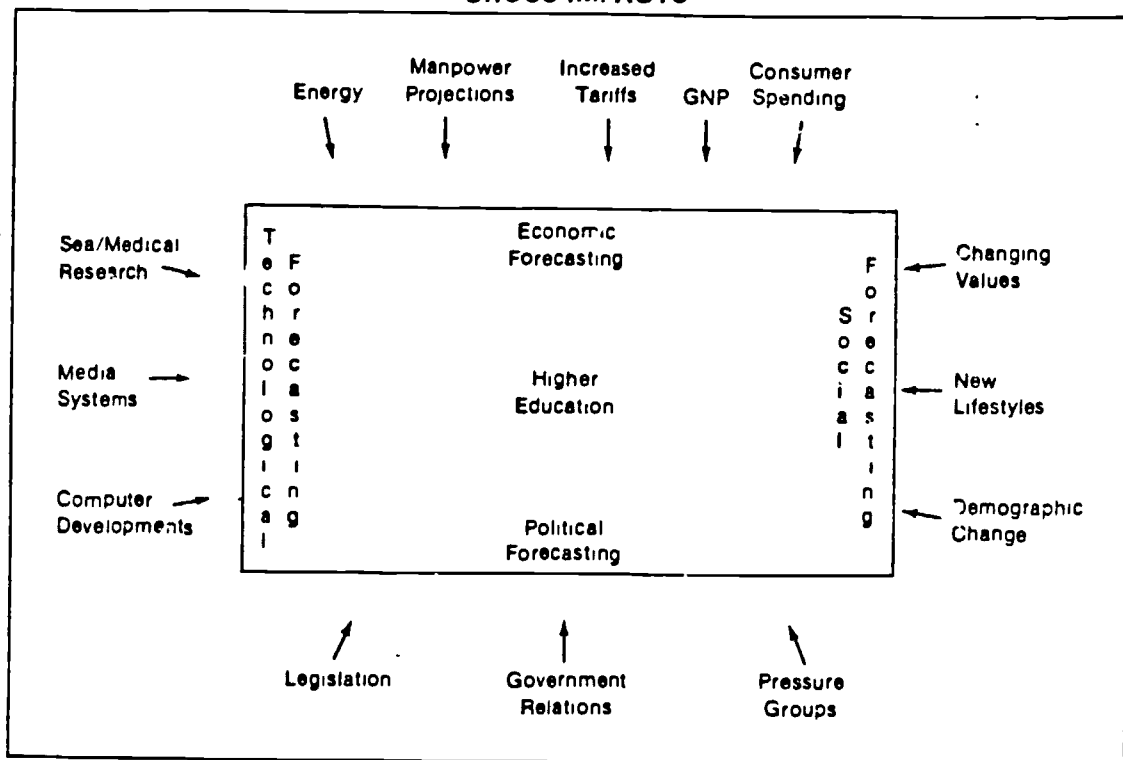 Energy
Manpower
Projections
Increased
Tariffs
GNP
Consumer
Spending
Sea/Medical
Research
Media
Systems
Computer
Developments
Technological
Forecasting
Economic
Forecasting
Higher
Education
Political
Forecasting
Social
Forecasting
Changing
Values
New
Lifestyles
Demographic
Change
Legislation
Government
Relations
Pressure
Groups